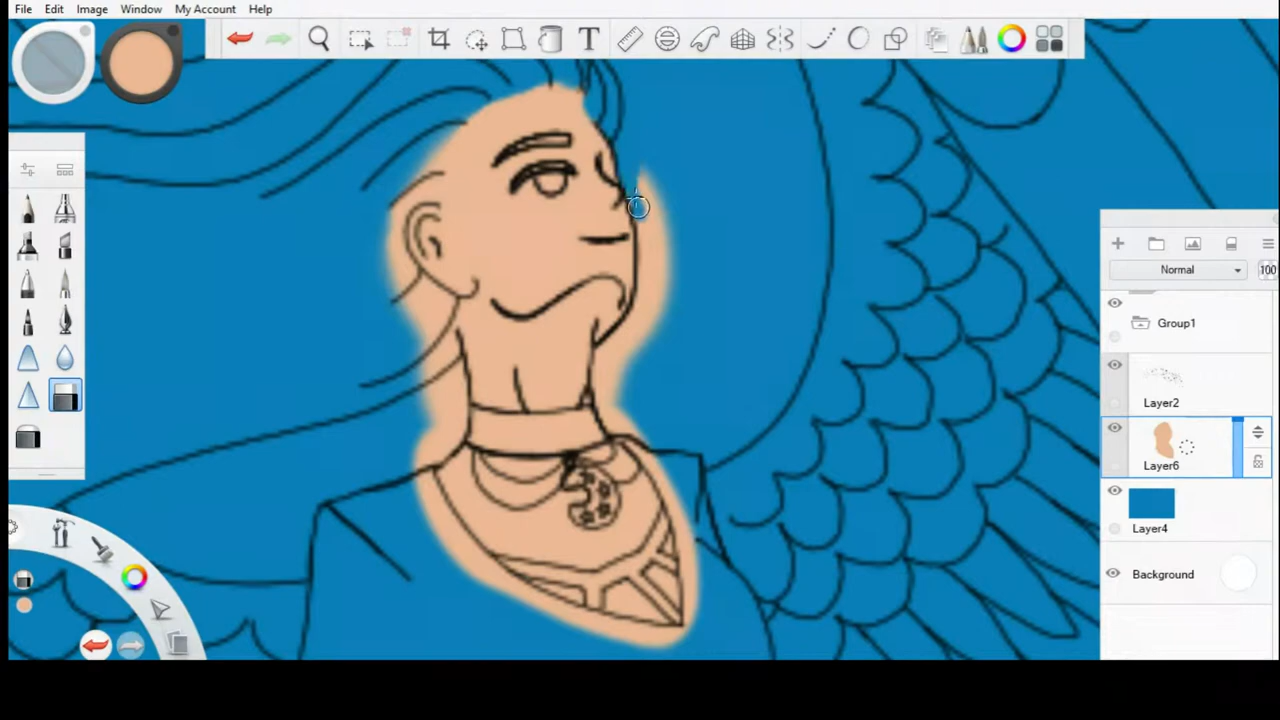 File Edit Image Window My Account Help
T
Normal
100
Group1
Layer2
Layer6
Layer4
Background